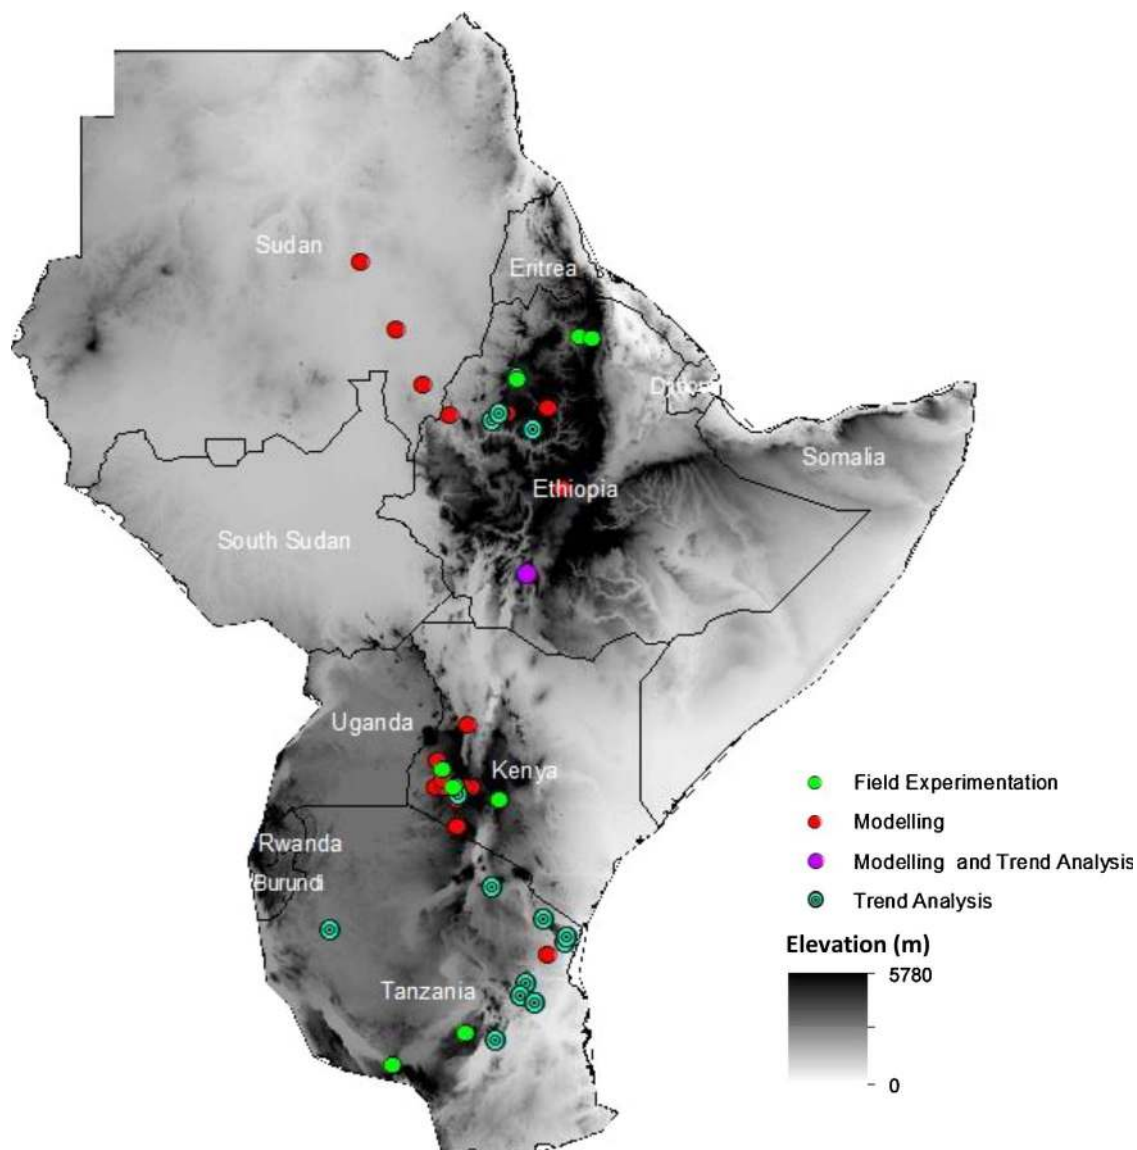 Sudan
Eritrea
Somalia
Ethiopia
South Sudan
Uganda
Kenya
Field Experimentation
Modelling
Rwanda
Modelling and Trend Analysis
Burundi
Trend Analysis
Elevation (m)
5780
Tanzania
0